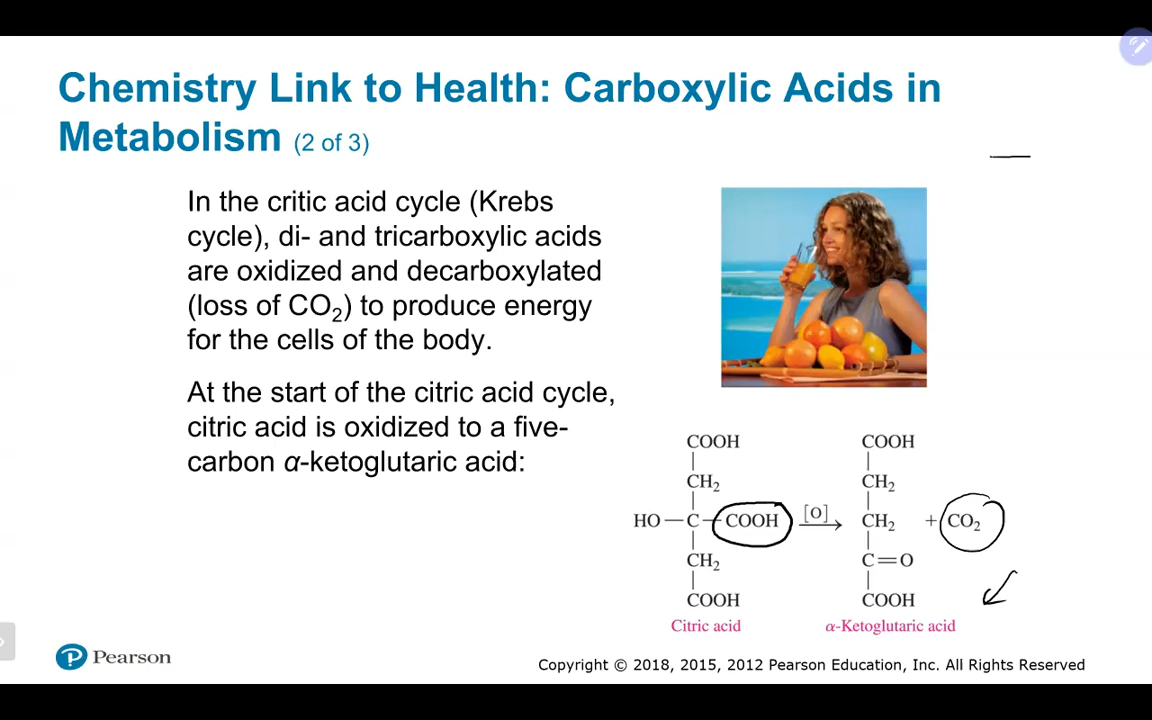 Chemistry Link to Health: Carboxylic Acids in
Metabolism (2 of 3)
In the critic acid cycle (Krebs
cycle), di- and tricarboxylic acids
are oxidized and decarboxylated
(loss of CO₂) to produce energy
for the cells of the body.
At the start of the citric acid cycle,
citric acid is oxidized to a five-
carbon α-ketoglutaric acid:
COOH
CH₂
HO—C—COOH
CH₂
COOH
Citric acid
[O]
COOH
CH₂
CH₂
C=O
COOH
α-Ketoglutaric acid
+ CO₂
P Pearson
Copyright © 2018, 2015, 2012 Pearson Education, Inc. All Rights Reserved